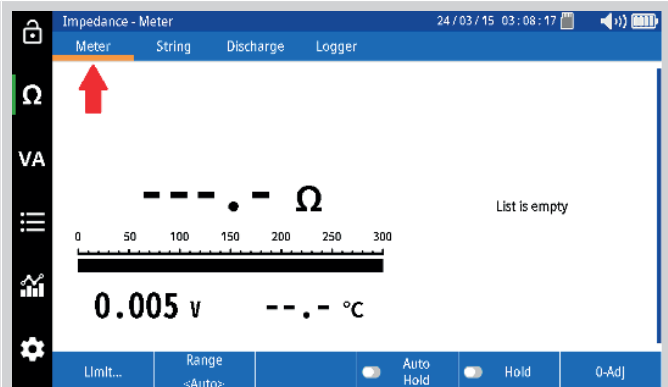 Impedance - Meter 24 / 03 / 15 03 : 08 : 17
Meter String Discharge Logger
Ω
VA
---.- Ω
List is empty
0 50 100 150 200 250 300
0.005 V --.- °C
Limit... Range <Auto> Auto Hold Hold 0-Adj